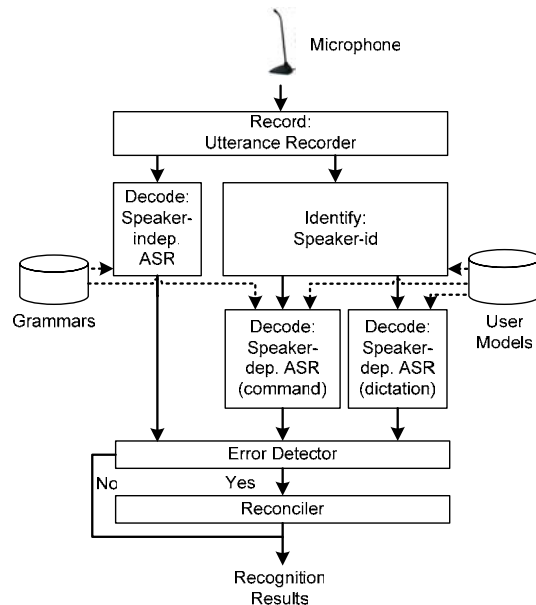 Microphone
Record:
Utterance Recorder
Decode:
Speaker-
indep.
ASR
Identify:
Speaker-id
Grammars
User
Models
Decode:
Speaker-
dep. ASR
(command)
Decode:
Speaker-
dep. ASR
(dictation)
Error Detector
No
Yes
Reconciler
Recognition
Results